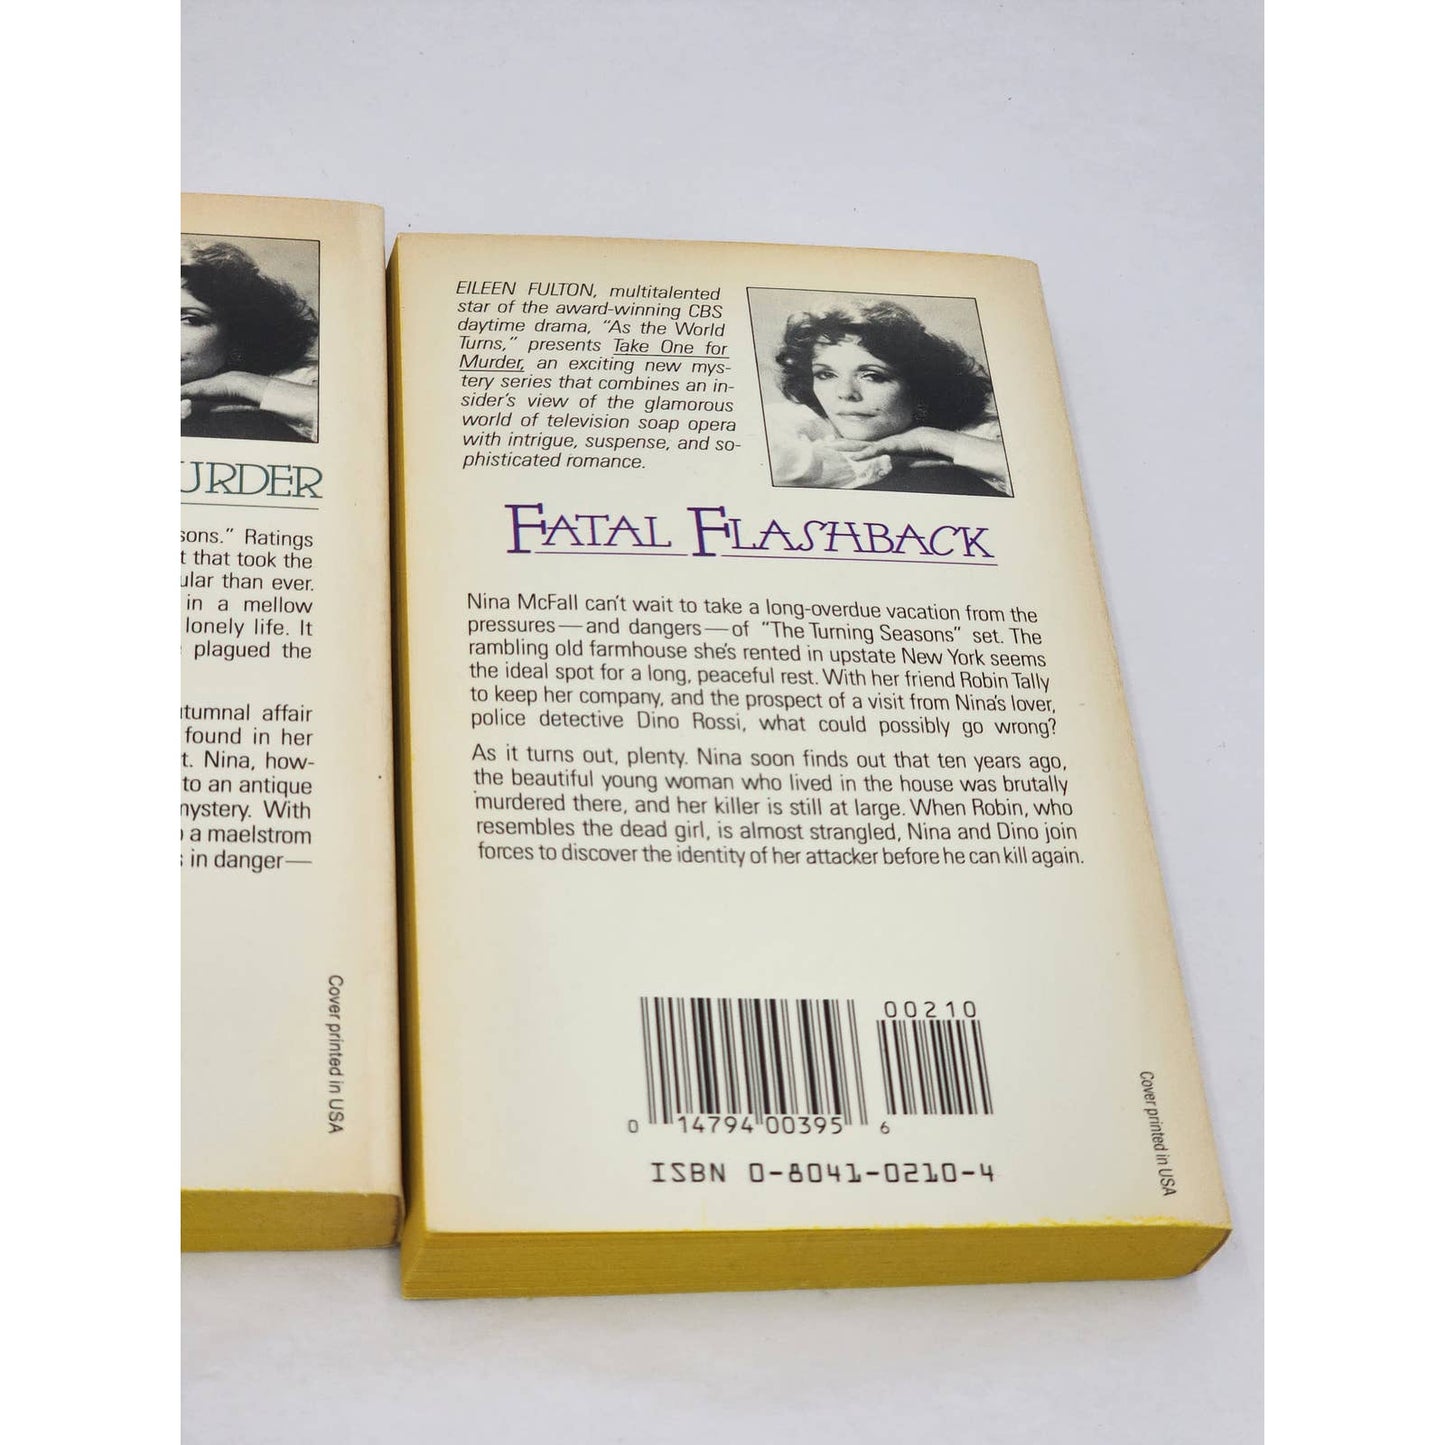 URDER
sons." Ratings
t that took the
ular than ever.
in a mellow
lonely life. It
plagued the
tumnal affair
found in her
t. Nina, how-
to an antique
mystery. With
a maelstrom
in danger—
Cover printed in USA
EILEEN FULTON, multitalented
star of the award-winning CBS
daytime drama, "As the World
Turns," presents Take One for
Murder, an exciting new mys-
tery series that combines an in-
sider's view of the glamorous
world of television soap opera
with intrigue, suspense, and so-
phisticated romance.
FATAL FLASHBACK
Nina McFall can't wait to take a long-overdue vacation from the
pressures—and dangers—of "The Turning Seasons" set. The
rambling old farmhouse she's rented in upstate New York seems
the ideal spot for a long, peaceful rest. With her friend Robin Tally
to keep her company, and the prospect of a visit from Nina's lover,
police detective Dino Rossi, what could possibly go wrong?
As it turns out, plenty. Nina soon finds out that ten years ago,
the beautiful young woman who lived in the house was brutally
murdered there, and her killer is still at large. When Robin, who
resembles the dead girl, is almost strangled, Nina and Dino join
forces to discover the identity of her attacker before he can kill again.
00210
0 14794 00395 6
ISBN 0-8041-0210-4
Cover printed in USA